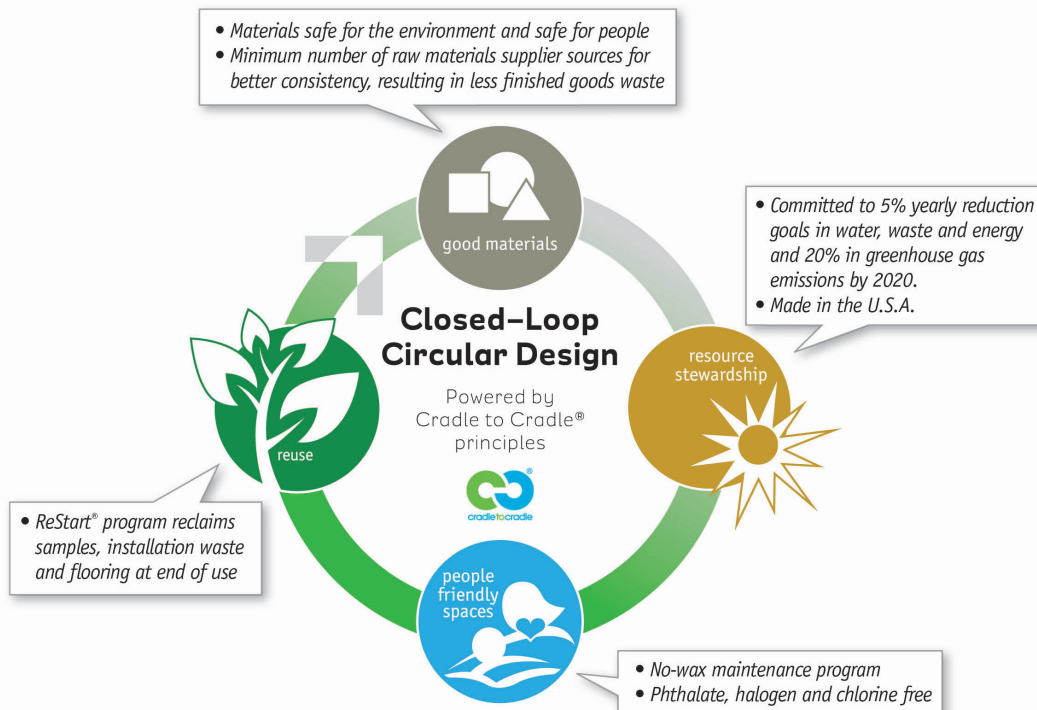 • Materials safe for the environment and safe for people
• Minimum number of raw materials supplier sources for
better consistency, resulting in less finished goods waste
good materials
• Committed to 5% yearly reduction
goals in water, waste and energy
and 20% in greenhouse gas
emissions by 2020.
• Made in the U.S.A.
resource
stewardship
Closed–Loop
Circular Design
Powered by
Cradle to Cradle®
principles
®
cradletocradle
reuse
• ReStart® program reclaims
samples, installation waste
and flooring at end of use
people
friendly
spaces
• No-wax maintenance program
• Phthalate, halogen and chlorine free